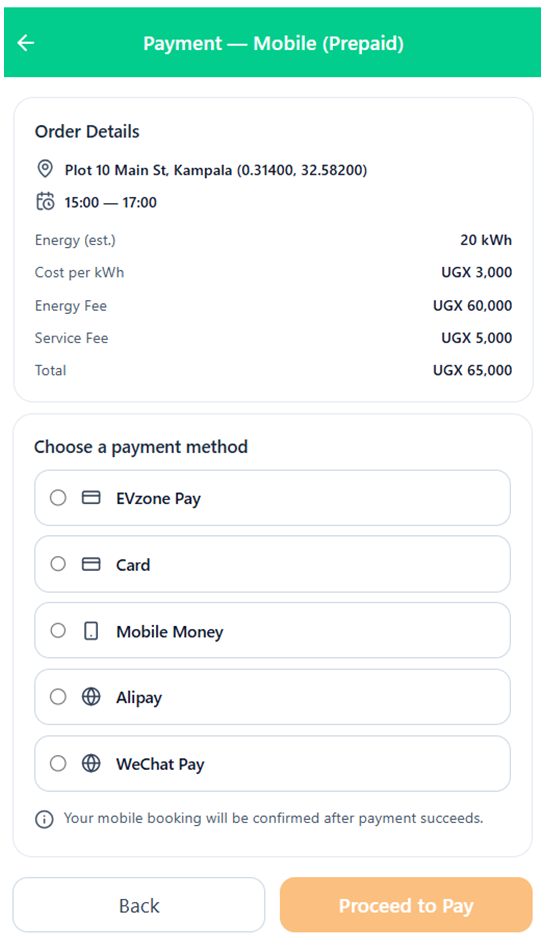 Payment — Mobile (Prepaid)
Order Details
Plot 10 Main St, Kampala (0.31400, 32.58200)
15:00 — 17:00
Energy (est.) 20 kWh
Cost per kWh UGX 3,000
Energy Fee UGX 60,000
Service Fee UGX 5,000
Total UGX 65,000
Choose a payment method
EVzone Pay
Card
Mobile Money
Alipay
WeChat Pay
Your mobile booking will be confirmed after payment succeeds.
Back Proceed to Pay